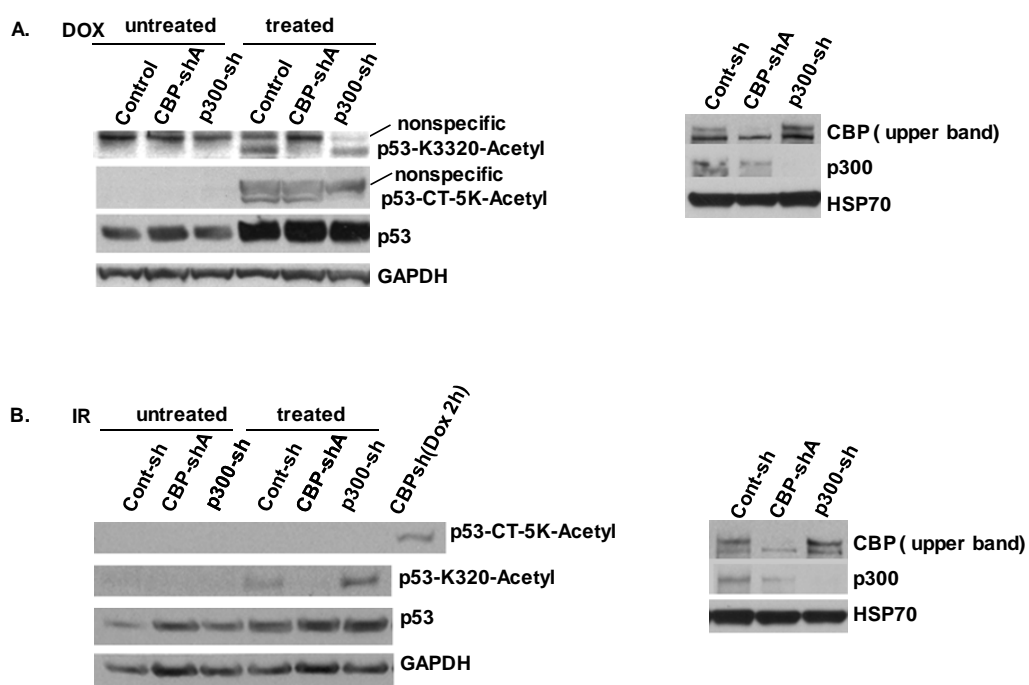 A. DOX untreated treated
Control CBP-shA p300-sh Control CBP-shA p300-sh
nonspecific
p53-K3320-Acetyl
nonspecific
p53-CT-5K-Acetyl
p53
GAPDH
Cont-sh CBP-shA p300-sh
CBP ( upper band)
p300
HSP70
B. IR untreated treated
Cont-sh CBP-shA p300-sh Cont-sh CBP-shA p300-sh CBPsh(Dox 2h)
p53-CT-5K-Acetyl
p53-K320-Acetyl
p53
GAPDH
Cont-sh CBP-shA p300-sh
CBP ( upper band)
p300
HSP70